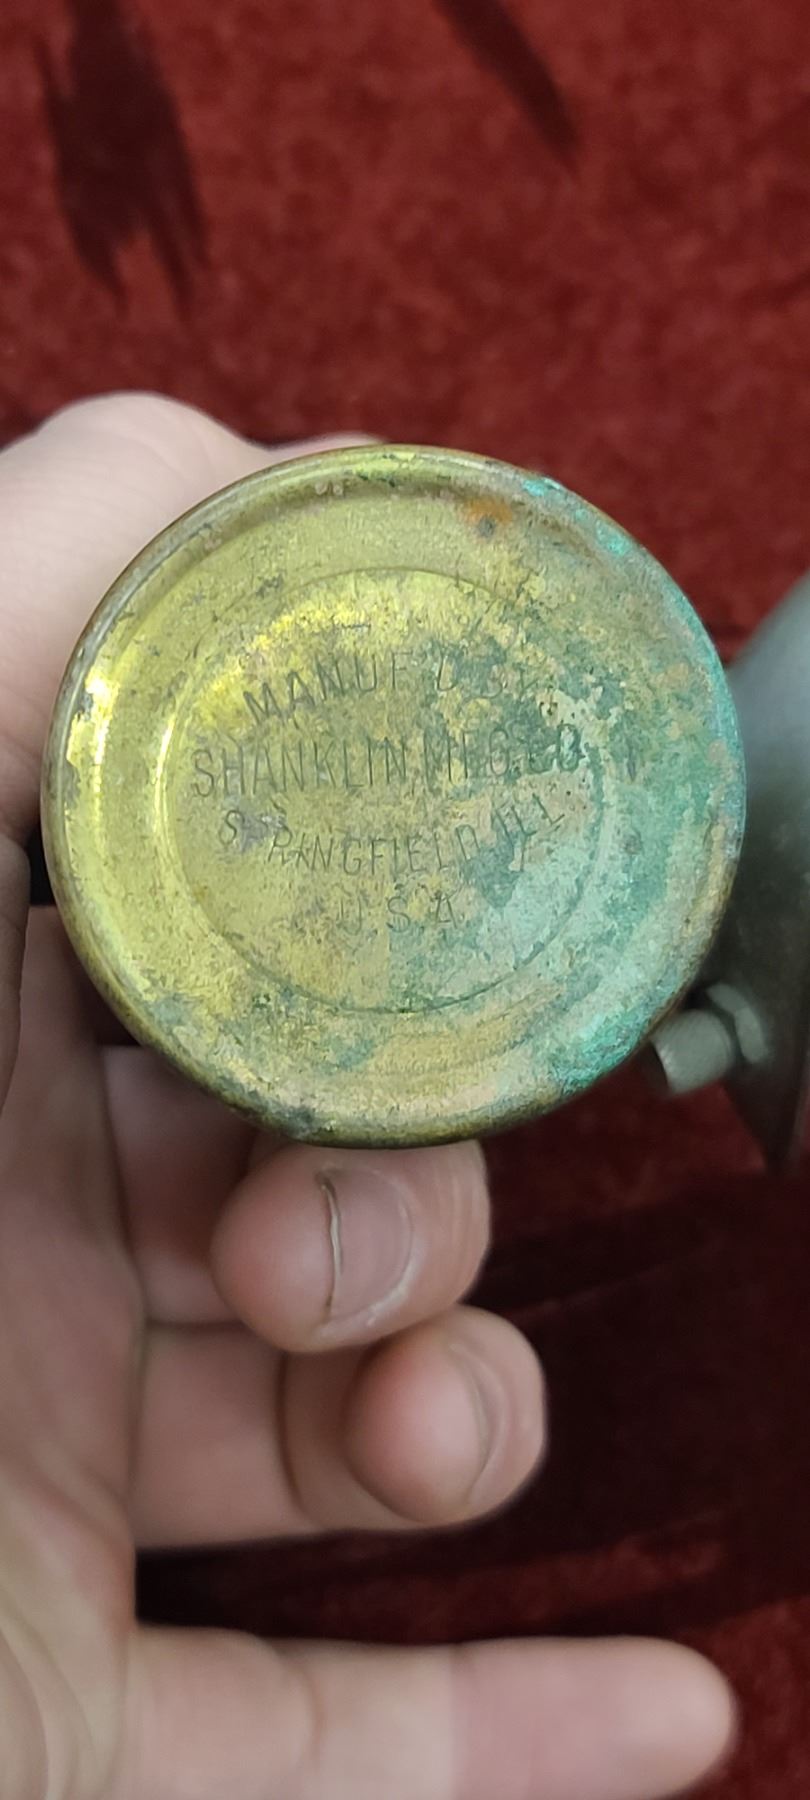 MANUF'D BY
SHANKLIN MFG. CO.
SPRINGFIELD ILL
U.S.A.